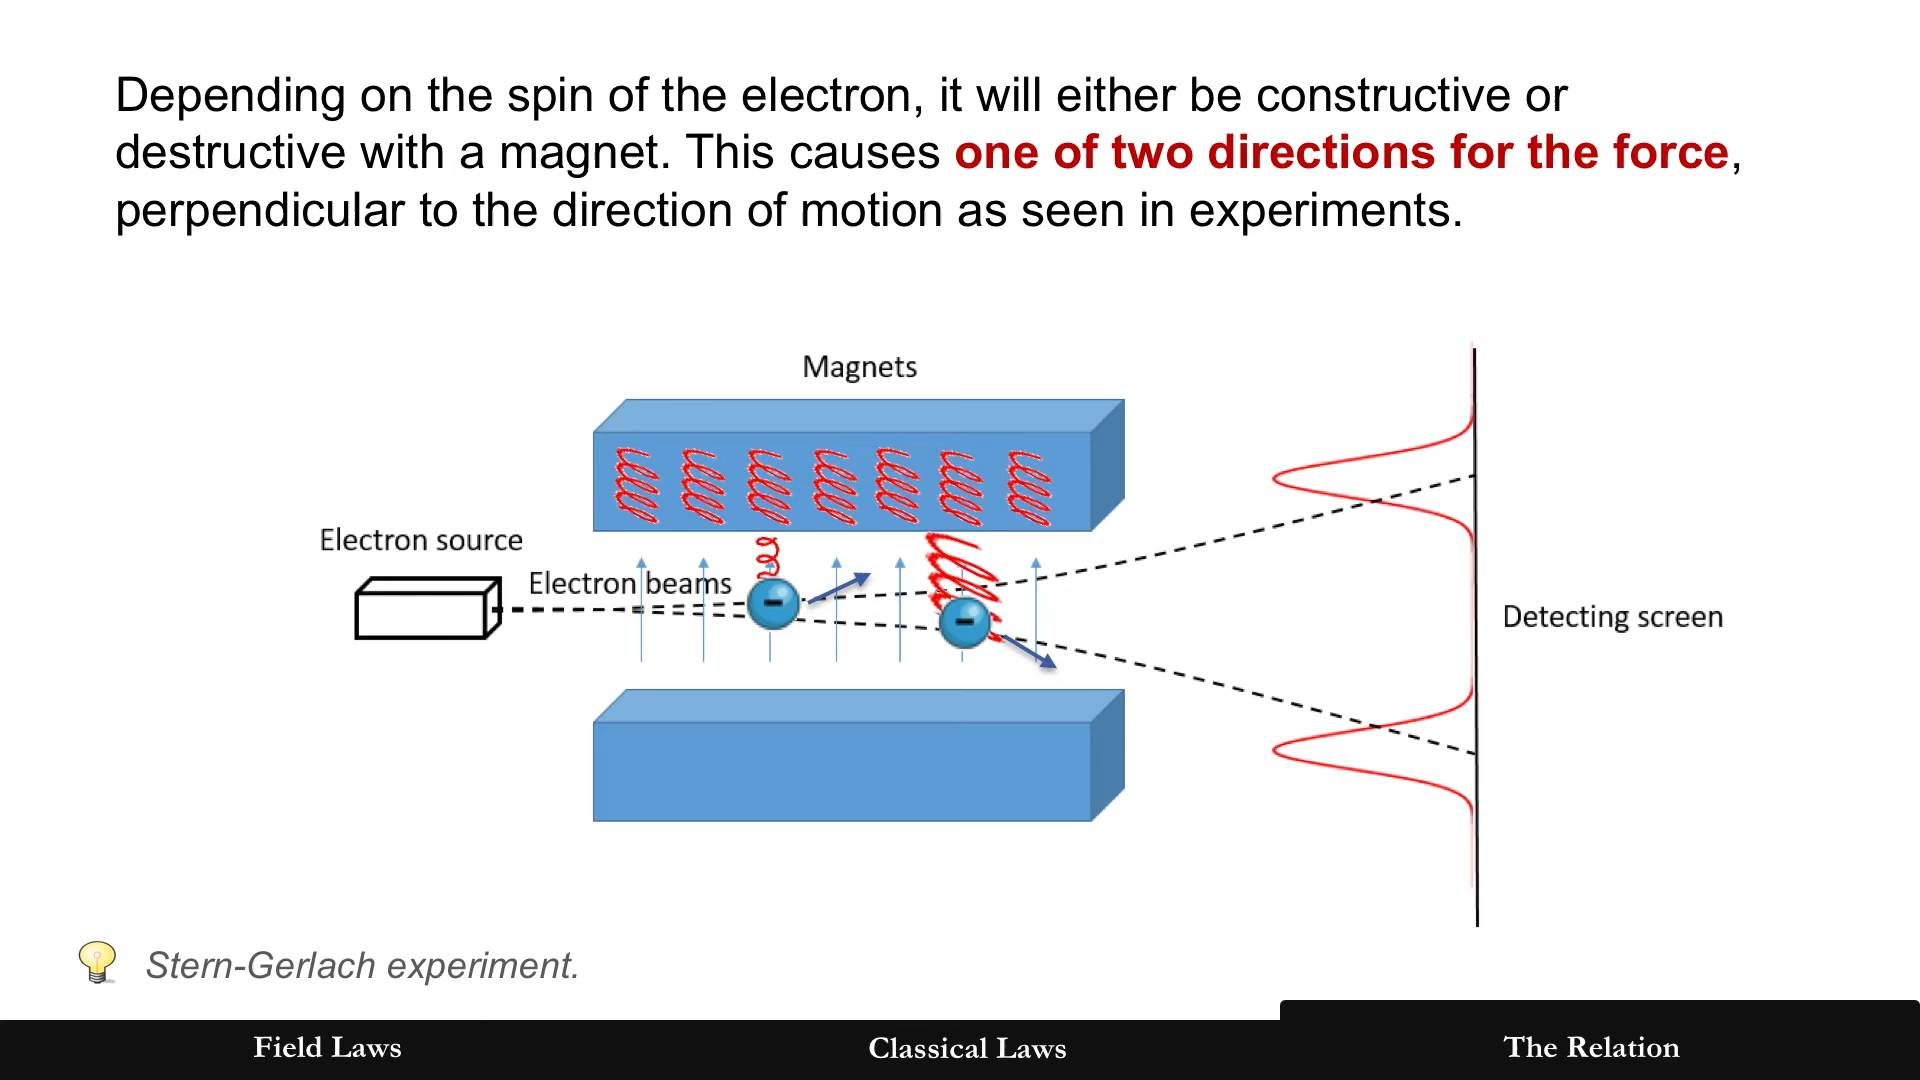 Depending on the spin of the electron, it will either be constructive or
destructive with a magnet. This causes one of two directions for the force,
perpendicular to the direction of motion as seen in experiments.
Magnets
Electron source
Electron beams
-
-
Detecting screen
Stern-Gerlach experiment.
Field Laws
Classical Laws
The Relation